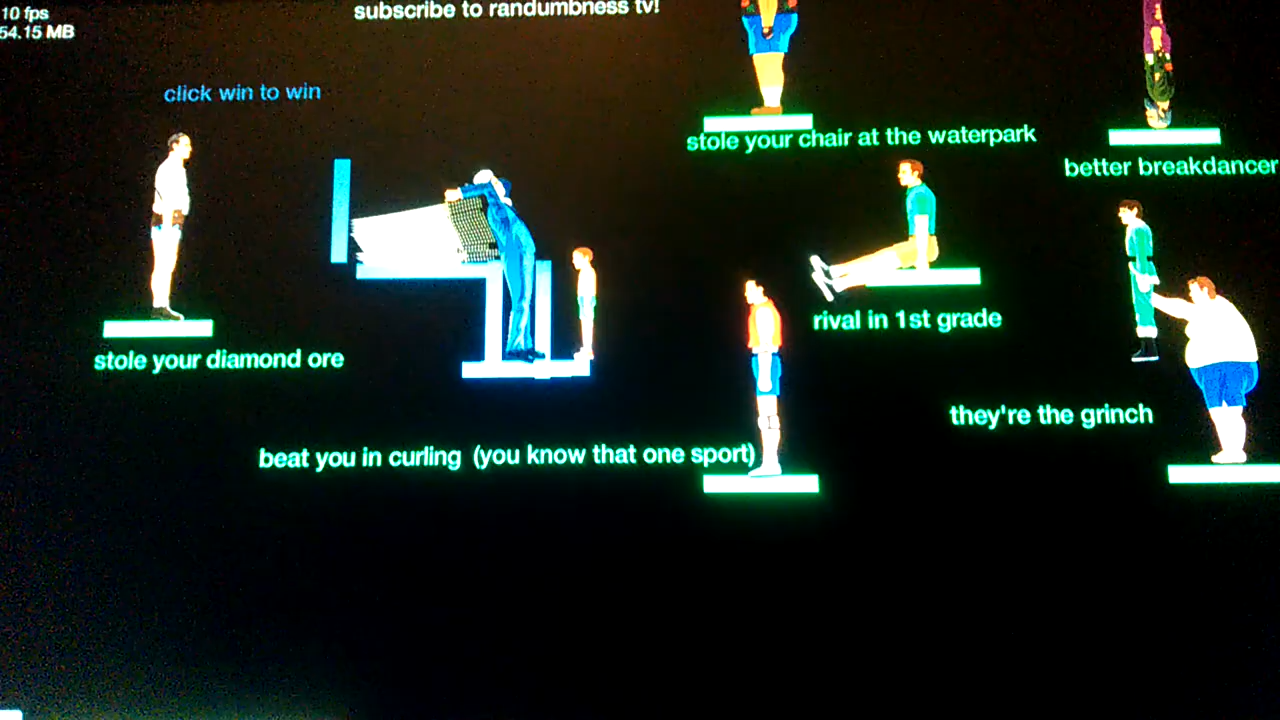 10 fps
54.15 MB
subscribe to randumbness tv!
click win to win
stole your chair at the waterpark
better breakdancer
stole your diamond ore
rival in 1st grade
they're the grinch
beat you in curling (you know that one sport)